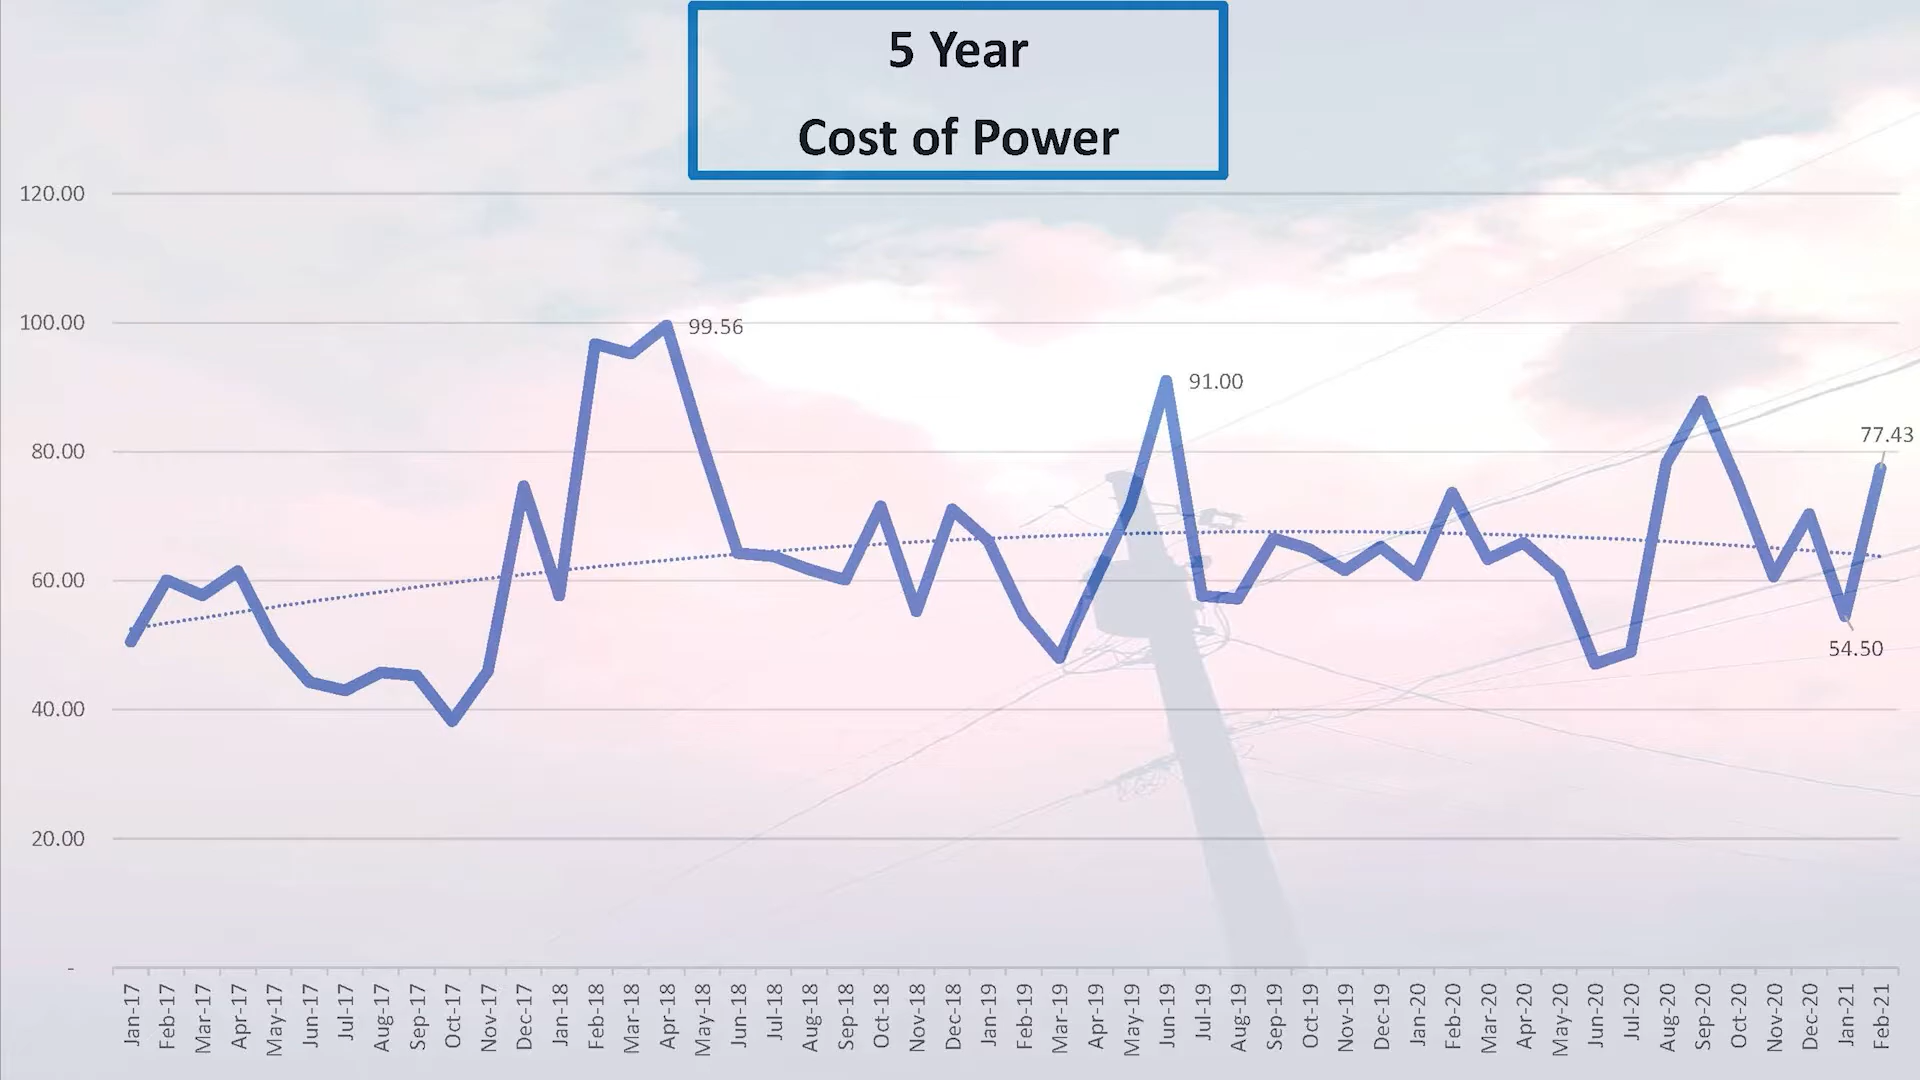 5 Year
Cost of Power
120.00
100.00
80.00
60.00
40.00
20.00
-
99.56
91.00
77.43
54.50
Jan-17
Feb-17
Mar-17
Apr-17
May-17
Jun-17
Jul-17
Aug-17
Sep-17
Oct-17
Nov-17
Dec-17
Jan-18
Feb-18
Mar-18
Apr-18
May-18
Jun-18
Jul-18
Aug-18
Sep-18
Oct-18
Nov-18
Dec-18
Jan-19
Feb-19
Mar-19
Apr-19
May-19
Jun-19
Jul-19
Aug-19
Sep-19
Oct-19
Nov-19
Dec-19
Jan-20
Feb-20
Mar-20
Apr-20
May-20
Jun-20
Jul-20
Aug-20
Sep-20
Oct-20
Nov-20
Dec-20
Jan-21
Feb-21